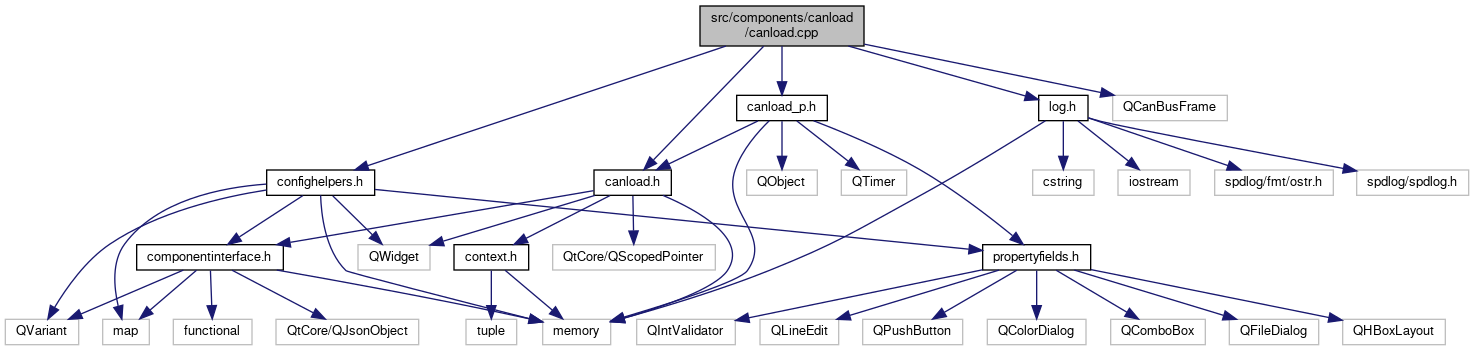 src/components/canload
/canload.cpp
canload_p.h
log.h
QCanBusFrame
confighelpers.h
canload.h
QObject
QTimer
cstring
iostream
spdlog/fmt/ostr.h
spdlog/spdlog.h
componentinterface.h
QWidget
context.h
QtCore/QScopedPointer
propertyfields.h
QVariant
map
functional
QtCore/QJsonObject
tuple
memory
QIntValidator
QLineEdit
QPushButton
QColorDialog
QComboBox
QFileDialog
QHBoxLayout